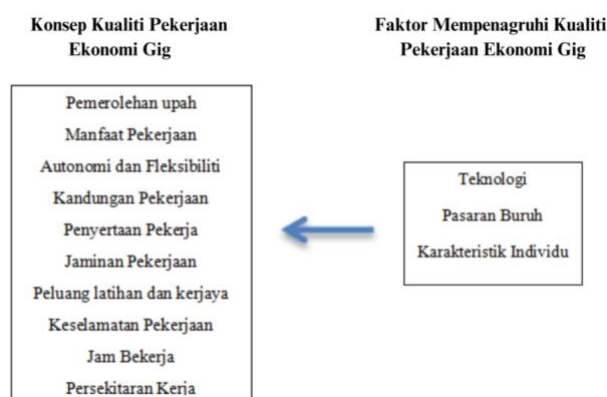 Konsep Kualiti Pekerjaan
Ekonomi Gig
Pemerolehan upah
Manfaat Pekerjaan
Autonomi dan Fleksibiliti
Kandungan Pekerjaan
Penyertaan Pekerja
Jaminan Pekerjaan
Peluang latihan dan kerjaya
Keselamatan Pekerjaan
Jam Bekerja
Persekitaran Kerja
Faktor Mempenagruhi Kualiti
Pekerjaan Ekonomi Gig
Teknologi
Pasaran Buruh
Karakteristik Individu